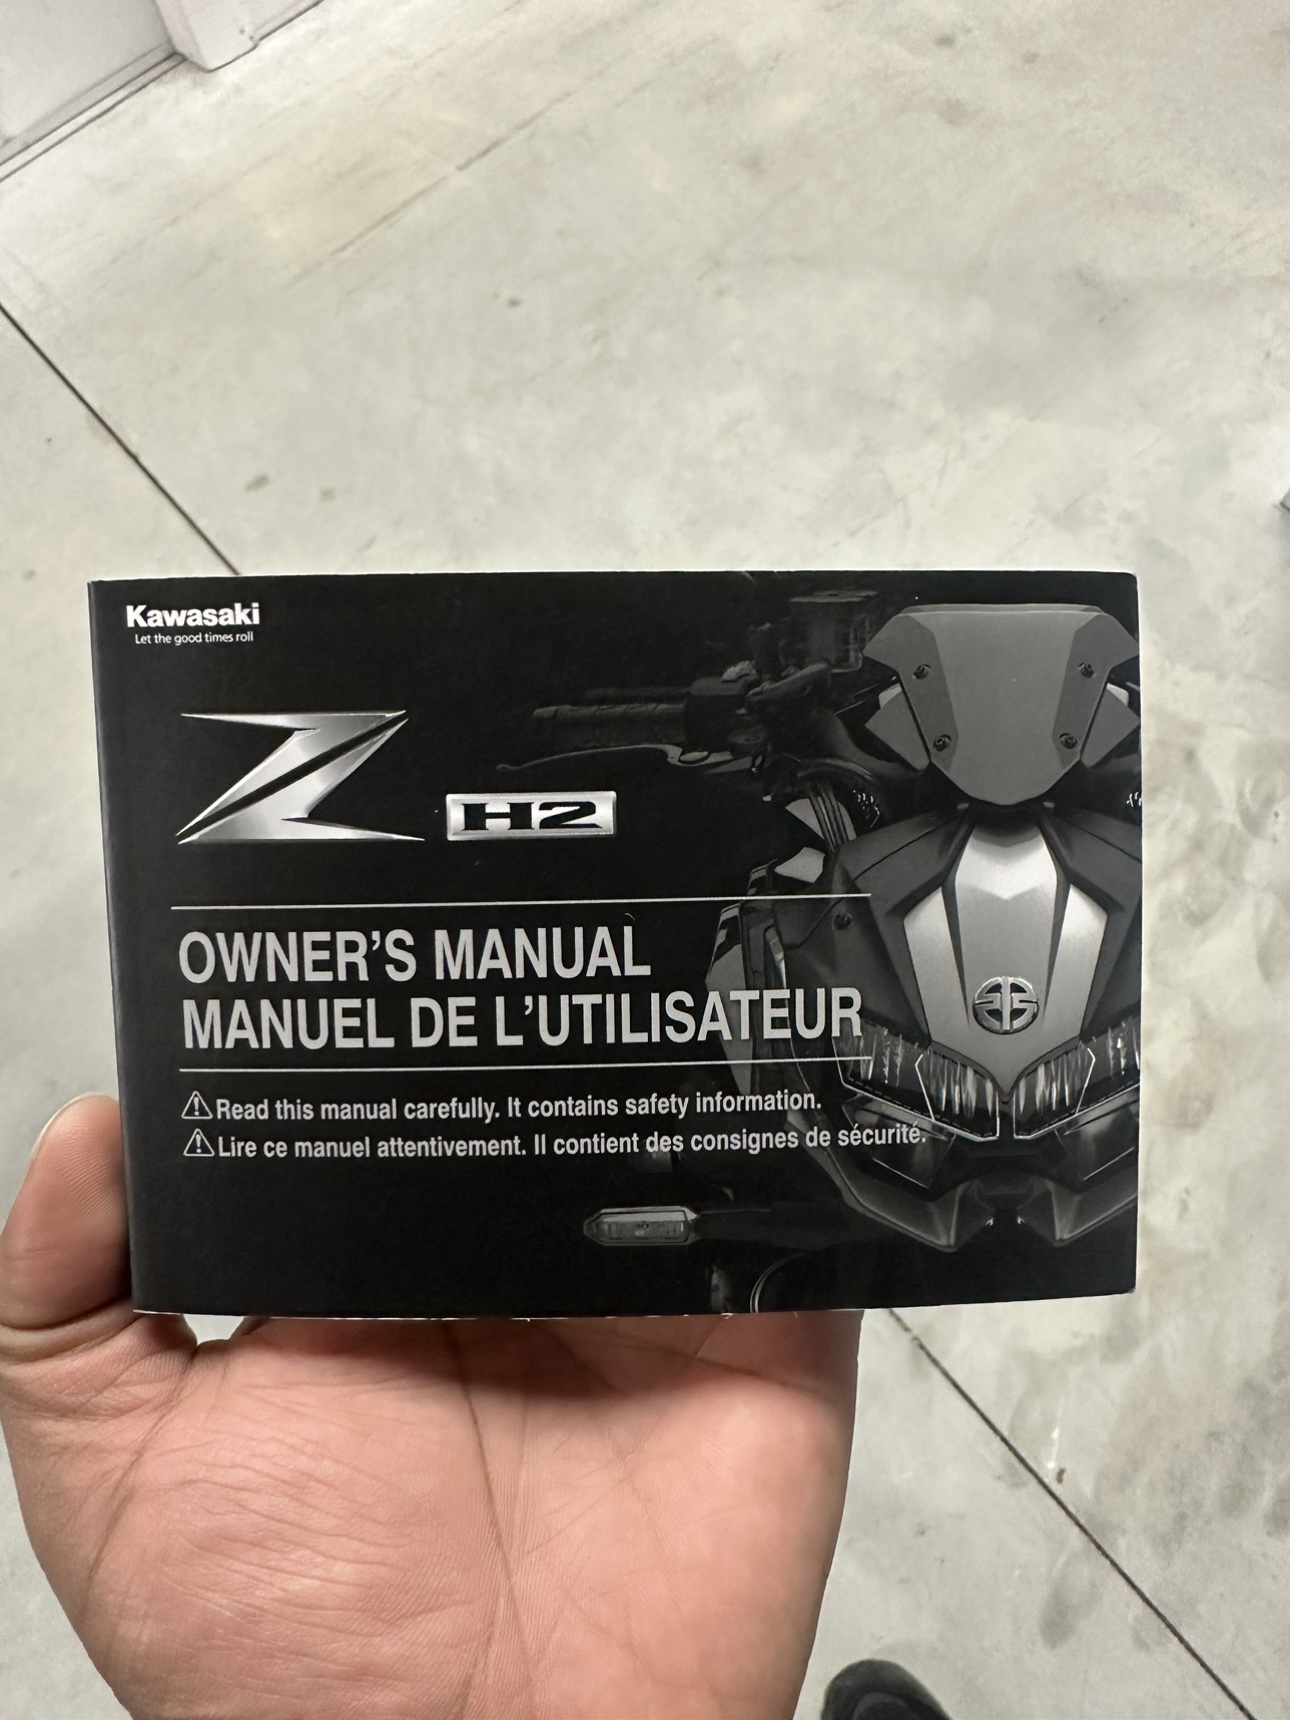 Kawasaki
Let the good times roll
Z H2
OWNER'S MANUAL
MANUEL DE L'UTILISATEUR
⚠Read this manual carefully. It contains safety information.
⚠Lire ce manuel attentivement. Il contient des consignes de sécurité.